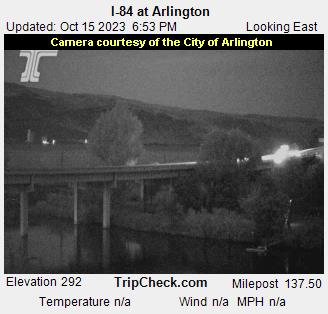 I-84 at Arlington
Updated: Oct 15 2023 6:53 PM Looking East
Camera courtesy of the City of Arlington
Elevation 292 TripCheck.com Milepost 137.50
Temperature n/a Wind n/a MPH n/a